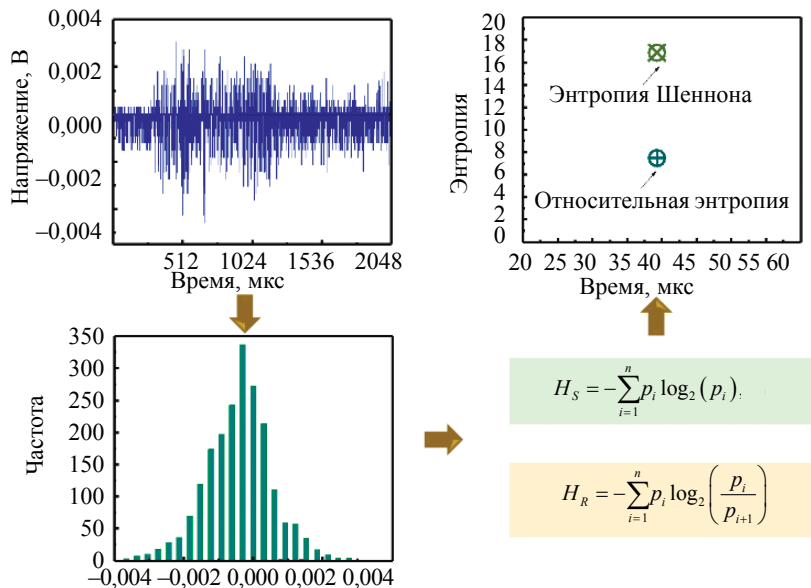 Напряжение, В
0,004
0,002
0,000
–0,002
–0,004
512 1024 1536 2048
Время, мкс
Энтропия
20
18
16
14
12
10
8
6
4
2
0
Энтропия Шеннона
Относительная энтропия
20 25 30 35 40 45 50 55 60
Время, мкс
Частота
350
300
250
200
150
100
50
0
–0,004 –0,002 0,000 0,002 0,004
H_S = −∑_{i=1}^{n} p_i log_2 (p_i),
H_R = −∑_{i=1}^{n} p_i log_2 (p_i / p_{i+1})